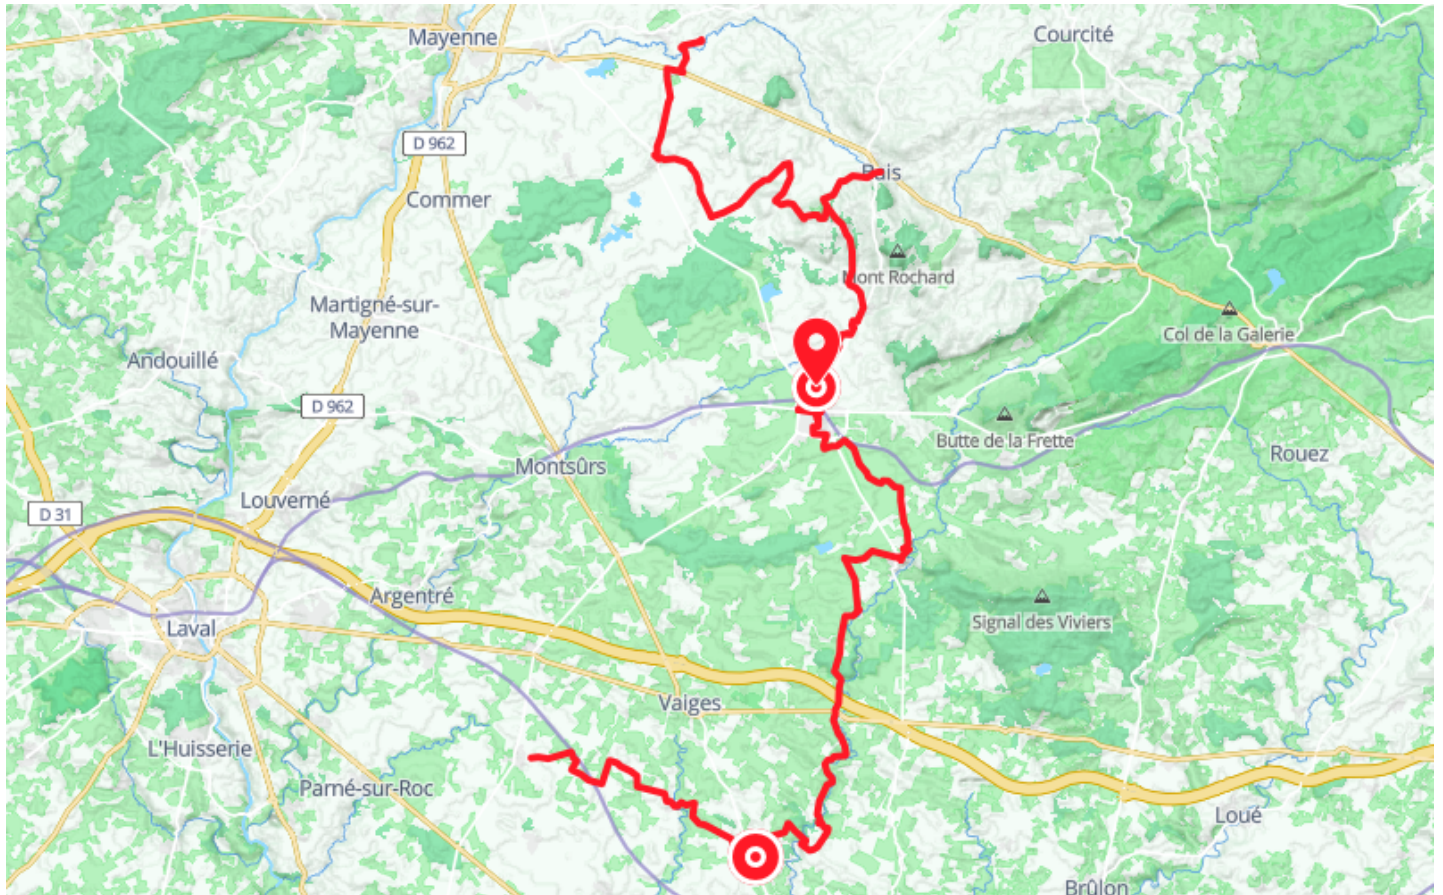 Mayenne
Courcité
D 962
Bais
Commer
Mont Rochard
Martigné-sur-
Mayenne
Col de la Galerie
Andouillé
D 962
Butte de la Frette
Rouez
Montsûrs
Louverné
D 31
Argentré
Laval
Signal des Viviers
Vaiges
L'Huisserie
Parné-sur-Roc
Loué
Brûlon